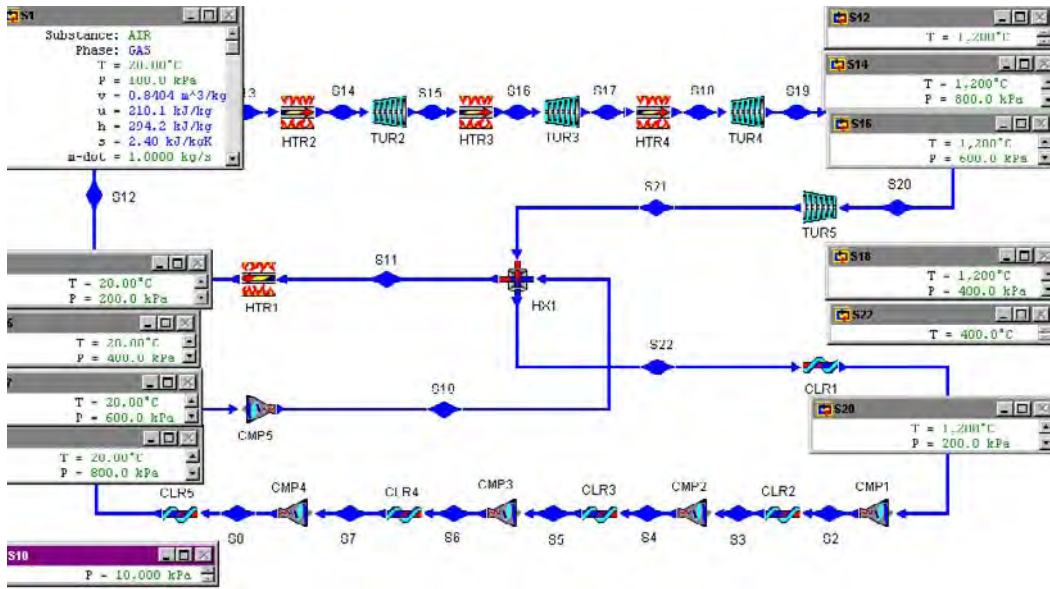 S1
Substance: AIR
Phase: GAS
T = 20.00°C
P = 100.0 kPa
v = 0.8404 m^3/kg
u = 210.1 kJ/kg
h = 294.2 kJ/kg
s = 2.40 kJ/kgK
m-dot = 1.0000 kg/s
S12
T = 1,200°C
S14
T = 1,200°C
P = 800.0 kPa
S16
T = 1,200°C
P = 600.0 kPa
13
S14
S15
S16
S17
S18
S19
HTR2
TUR2
HTR3
TUR3
HTR4
TUR4
S12
S21
S20
TUR5
S11
HTR1
HX1
S18
T = 1,200°C
P = 400.0 kPa
S22
T = 400.0°C
T = 20.00°C
P = 200.0 kPa
T = 20.00°C
P = 400.0 kPa
T = 20.00°C
P = 600.0 kPa
T = 20.00°C
P = 800.0 kPa
S10
CMP5
S22
CLR1
S20
T = 1,200°C
P = 200.0 kPa
CLR5
CMP4
CLR4
CMP3
CLR3
CMP2
CLR2
CMP1
S7
S6
S5
S4
S3
S2
S10
P = 10.000 kPa